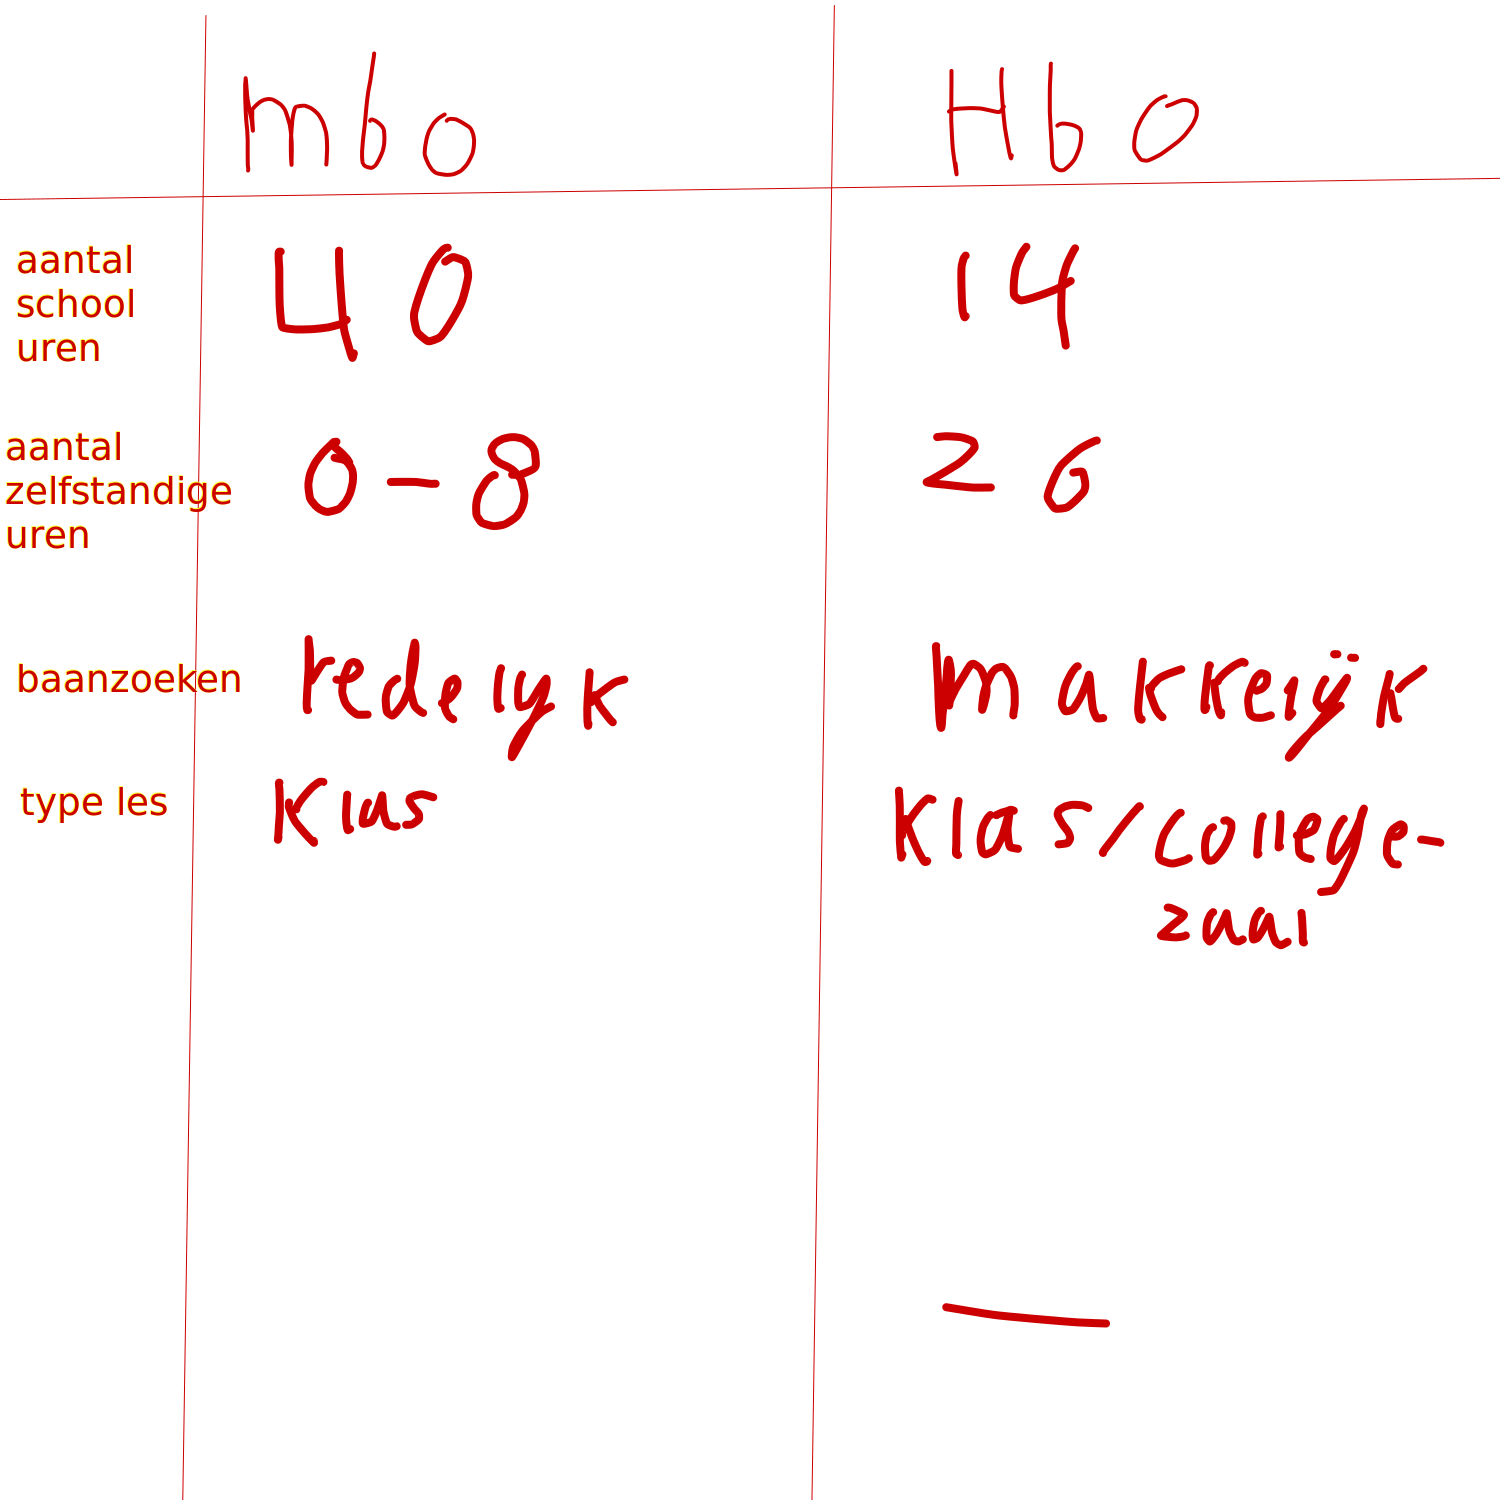 mbo Hbo
aantal
school
uren
40 14
aantal
zelfstandige
uren
0-8 26
baanzoeken redelyk makkelÿk
type les klas klas/college-
zaal